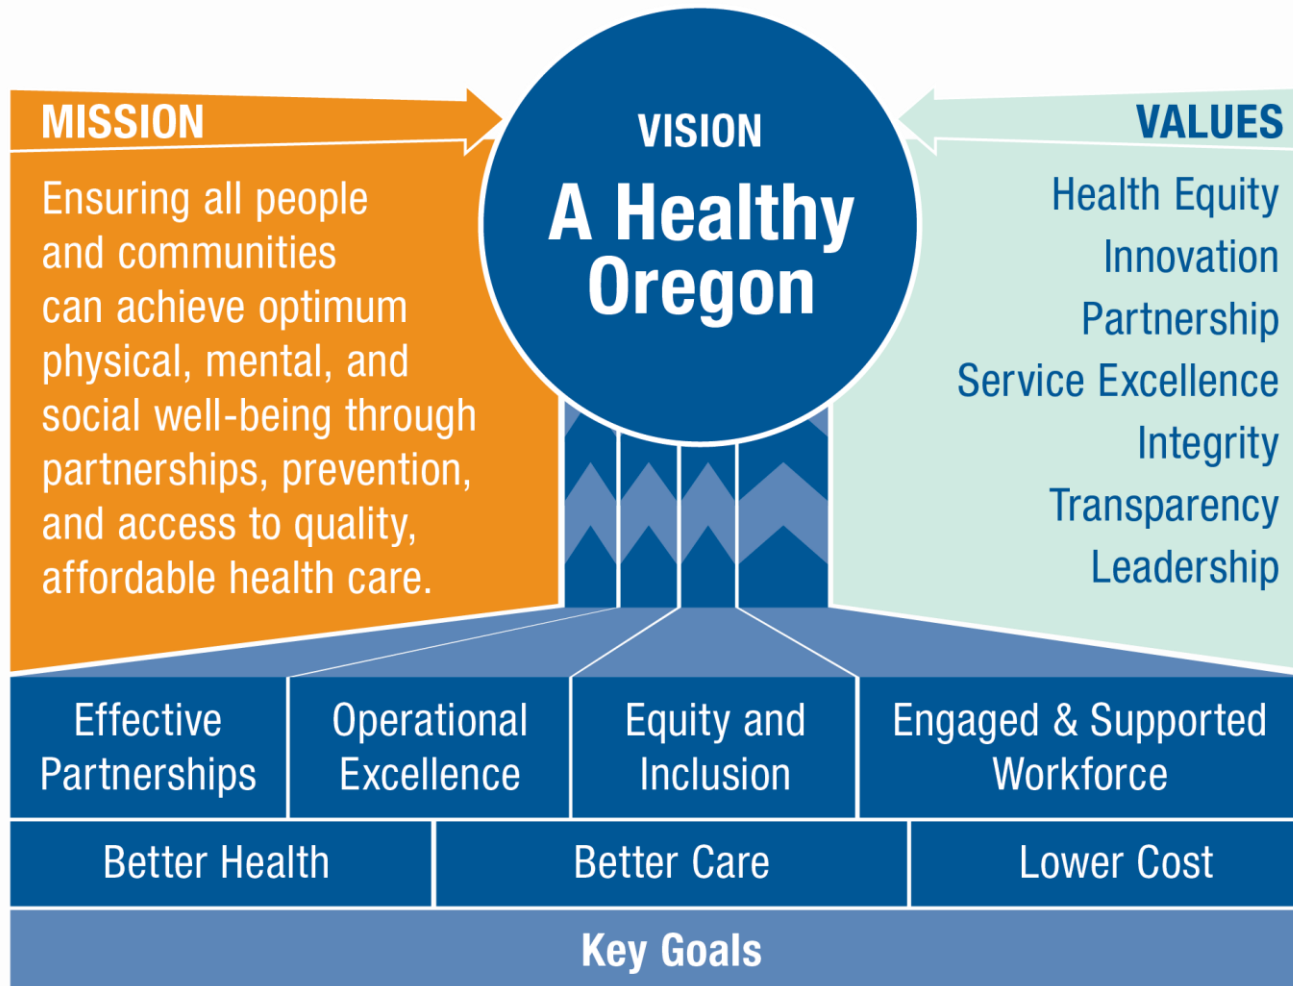 MISSION
Ensuring all people
and communities
can achieve optimum
physical, mental, and
social well-being through
partnerships, prevention,
and access to quality,
affordable health care.
VISION
A Healthy
Oregon
VALUES
Health Equity
Innovation
Partnership
Service Excellence
Integrity
Transparency
Leadership
Effective
Partnerships
Operational
Excellence
Equity and
Inclusion
Engaged & Supported
Workforce
Better Health
Better Care
Lower Cost
Key Goals